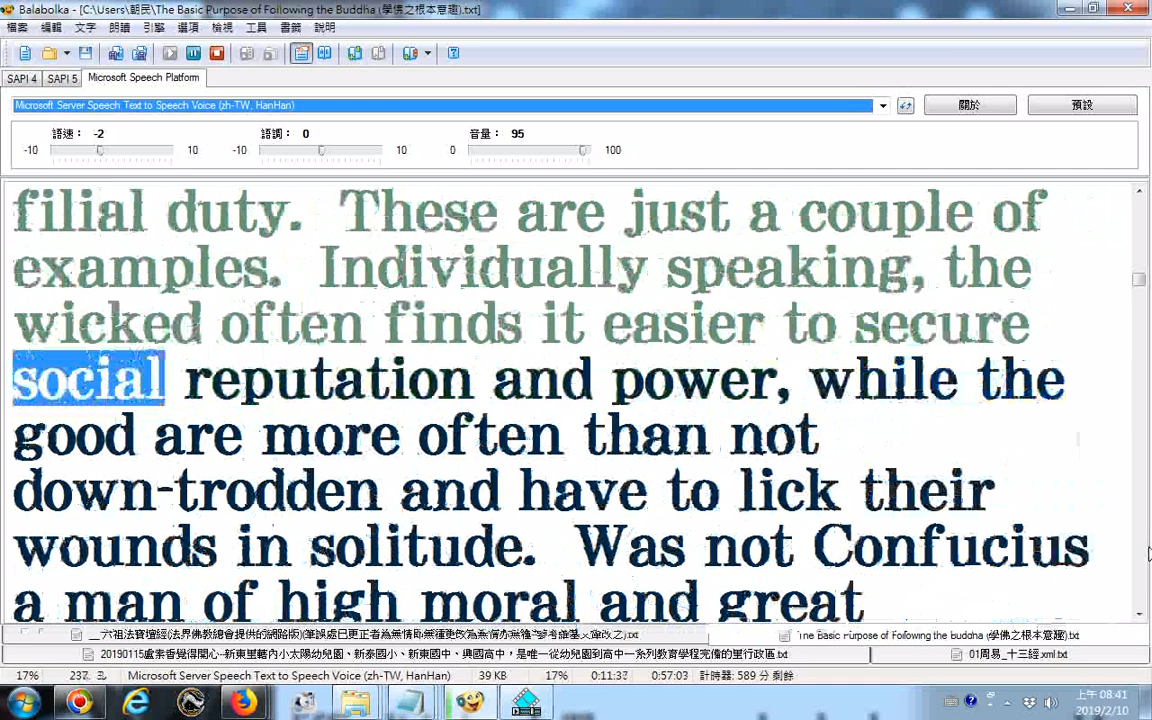 Balabolka - [C:\Users\朝民\The Basic Purpose of Following the Buddha (學佛之根本意趣).txt]
檔案 編輯 文字 朗讀 引擎 選項 檢視 工具 書籤 說明
SAPI 4 SAPI 5 Microsoft Speech Platform
Microsoft Server Speech Text to Speech Voice (zh-TW, HanHan)
關於 預設
語速： -2 語調： 0 音量： 95
-10 10 -10 10 0 100
filial duty. These are just a couple of
examples. Individually speaking, the
wicked often finds it easier to secure
social reputation and power, while the
good are more often than not
down-trodden and have to lick their
wounds in solitude. Was not Confucius
a man of high moral and great
The Basic Purpose of Following the Buddha (學佛之根本意趣).txt
01周易_十三經.xml.txt
17% Microsoft Server Speech Text to Speech Voice (zh-TW, HanHan) 39 KB 17% 0:57:03 計時器: 589 分 剩餘
上午 08:41
2019/2/10